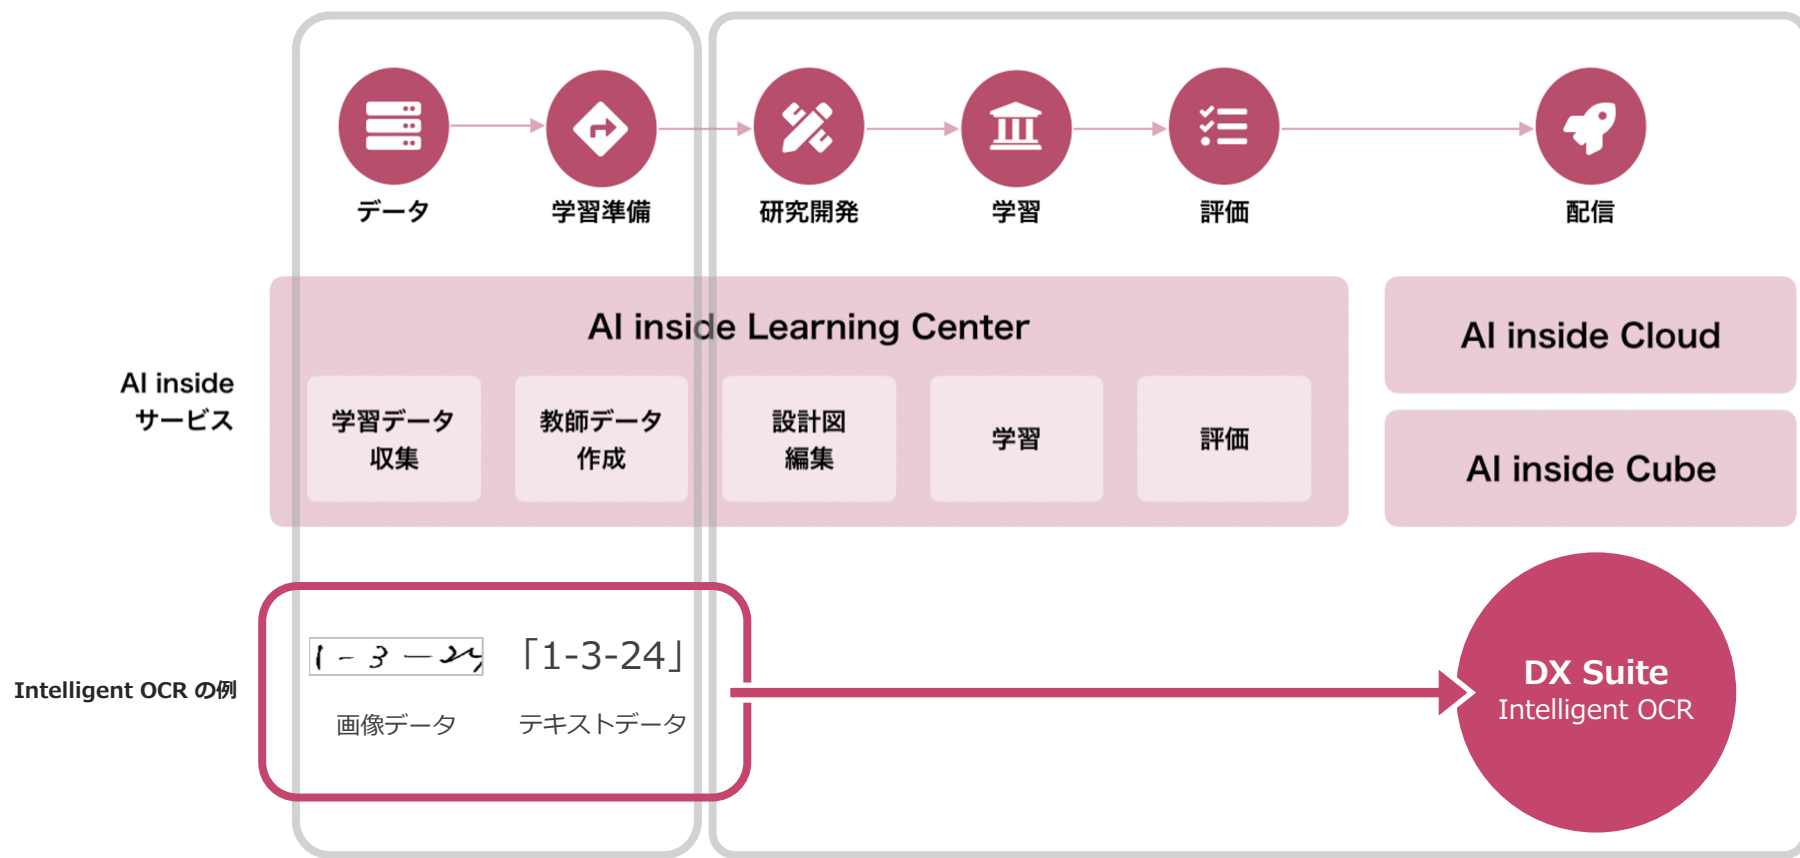 データ
学習準備
研究開発
学習
評価
配信
AI inside Learning Center
AI inside Cloud
AI inside
サービス
学習データ
収集
教師データ
作成
設計図
編集
学習
評価
AI inside Cube
Intelligent OCR の例
1-3-24
「1-3-24」
画像データ
テキストデータ
DX Suite
Intelligent OCR